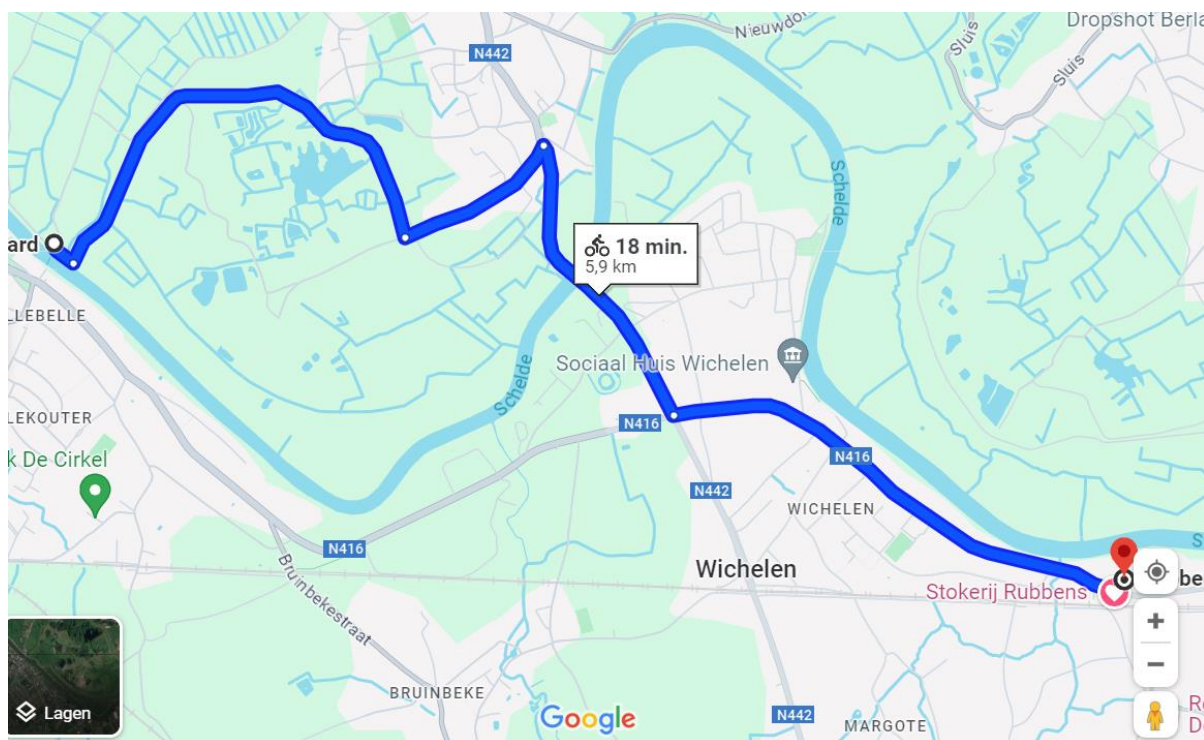 Dropshot Berla
Nieuwdon
Sluis
Sluis
N442
Schelde
ard
18 min.
5,9 km
LLEBELLE
Sociaal Huis Wichelen
Schelde
LEKOUTER
N416
N416
k De Cirkel
N442
WICHELEN
N416
S
Wichelen
Stokerij Rubbens
be
Bruinbekestraat
Lagen
BRUINBEKE
Google
N442
MARGOTE
R
D